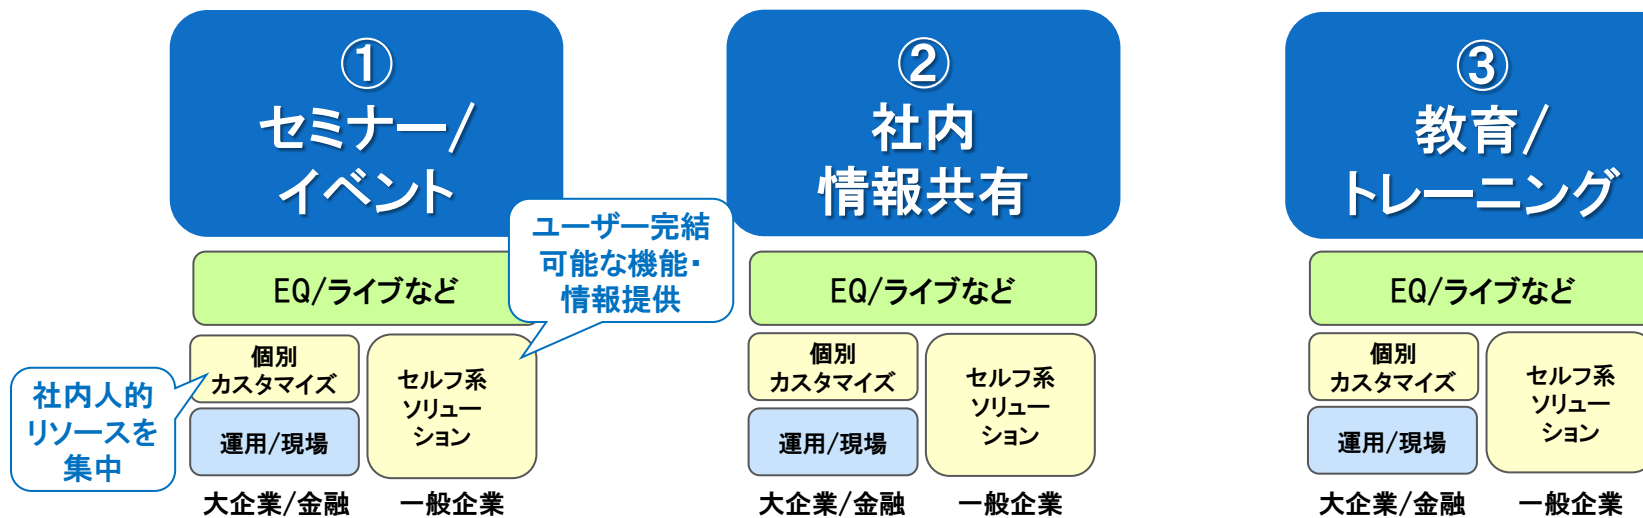 ①
セミナー/
イベント
EQ/ライブなど
ユーザー完結
可能な機能・
情報提供
個別
カスタマイズ
運用/現場
セルフ系
ソリュー
ション
社内人的
リソースを
集中
大企業/金融
一般企業
②
社内
情報共有
EQ/ライブなど
個別
カスタマイズ
運用/現場
セルフ系
ソリュー
ション
大企業/金融
一般企業
③
教育/
トレーニング
EQ/ライブなど
個別
カスタマイズ
運用/現場
セルフ系
ソリュー
ション
大企業/金融
一般企業